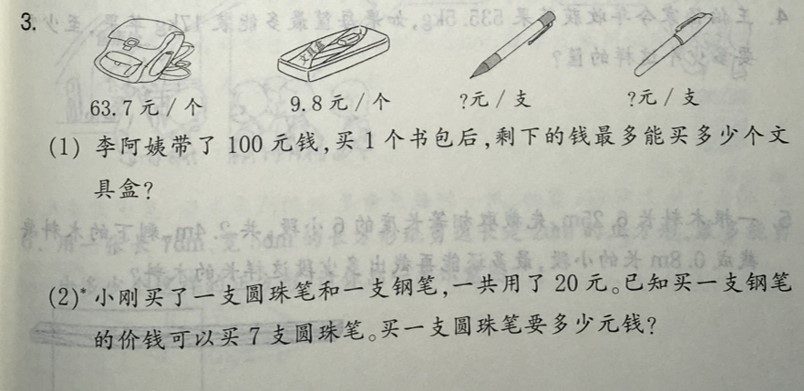 3.
文具盒
63.7 元 / 个 9.8 元 / 个 ?元 / 支 ?元 / 支
(1) 李阿姨带了 100 元钱,买 1 个书包后,剩下的钱最多能买多少个文
具盒?
(2)* 小刚买了一支圆珠笔和一支钢笔,一共用了 20 元。已知买一支钢笔
的价钱可以买 7 支圆珠笔。买一支圆珠笔要多少元钱?